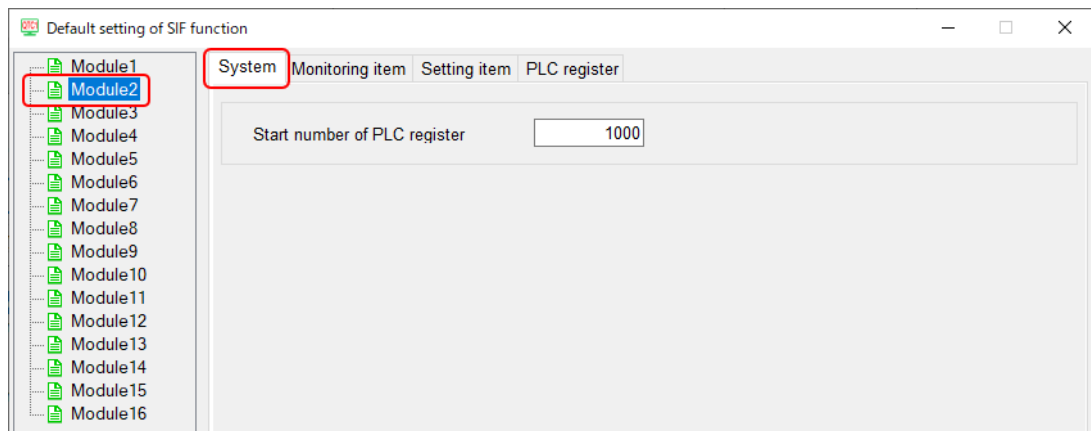 QTC1
Default setting of SIF function
Module1
Module2
Module3
Module4
Module5
Module6
Module7
Module8
Module9
Module10
Module11
Module12
Module13
Module14
Module15
Module16
System Monitoring item Setting item PLC register
Start number of PLC register 1000